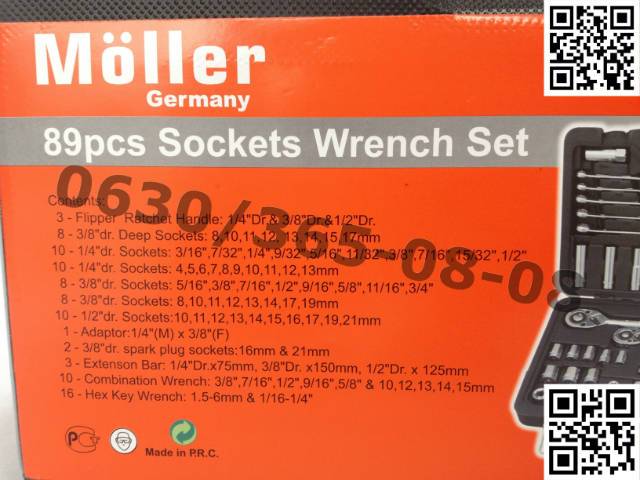 Möller
Germany
89pcs Sockets Wrench Set
0630/395-08-08
Contents:
3 - Flipper Ratchet Handle: 1/4"Dr.& 3/8"Dr.&1/2"Dr.
8 - 3/8"dr. Deep Sockets: 8,10,11,12, 13,14,15,17mm
10 - 1/4"dr. Sockets: 3/16",7/32",1/4",9/32",5/16",11/32",3/8",7/16",15/32",1/2"
10 - 1/4"dr. Sockets: 4,5,6,7,8,9,10,11,12,13mm
8 - 3/8"dr. Sockets: 5/16",3/8",7/16",1/2",9/16",5/8",11/16",3/4"
8 - 3/8"dr. Sockets: 8,10,11,12,13,14,17,19mm
10 - 1/2"dr. Sockets:10,11,12,13,14,15,16,17,19,21mm
1 - Adaptor:1/4"(M) x 3/8"(F)
2 - 3/8"dr. spark plug sockets:16mm & 21mm
3 - Extenson Bar: 1/4"Dr.x75mm, 3/8"Dr. x150mm, 1/2"Dr. x 125mm
10 - Combination Wrench: 3/8",7/16",1/2",9/16",5/8" & 10,12,13,14,15mm
16 - Hex Key Wrench: 1.5-6mm & 1/16-1/4"
Made in P.R.C.